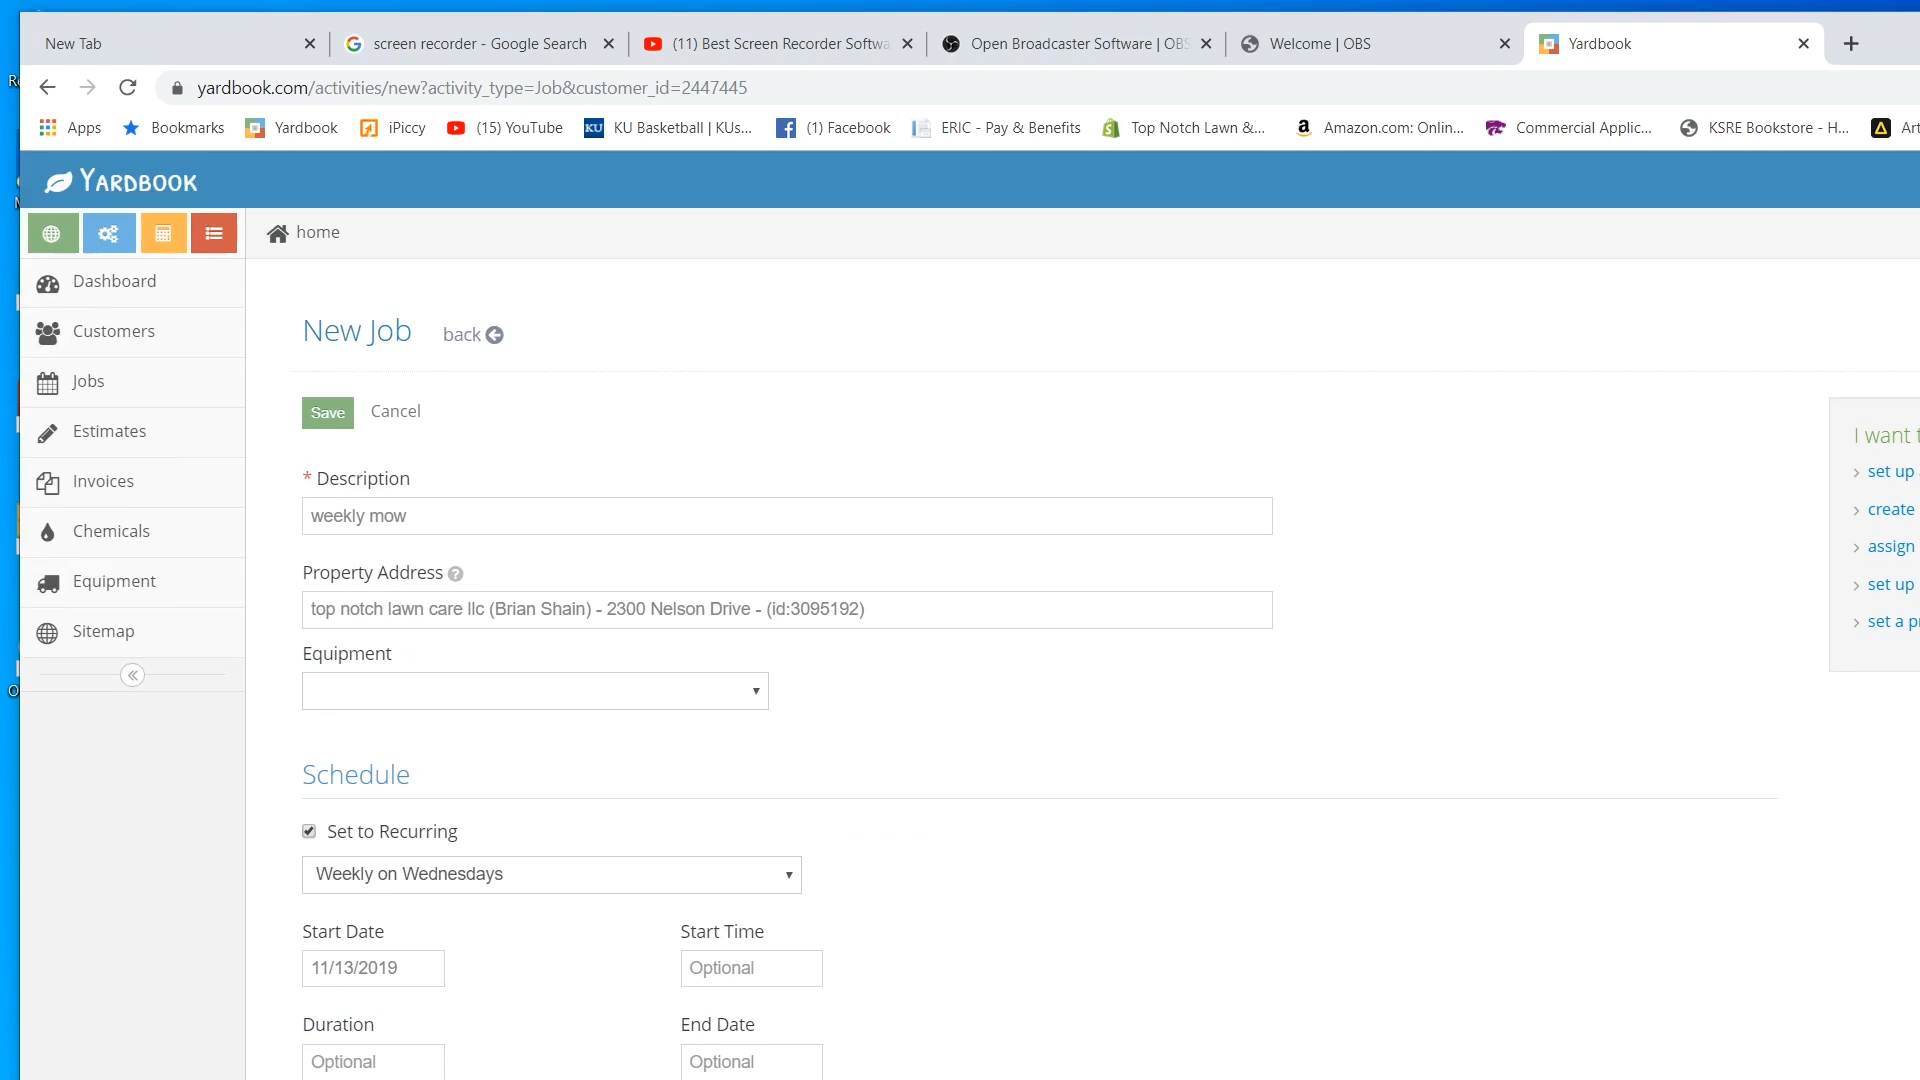 New Tab
screen recorder - Google Search
(11) Best Screen Recorder Softwa
Open Broadcaster Software | OBS
Welcome | OBS
Yardbook
yardbook.com/activities/new?activity_type=Job&customer_id=2447445
Apps
Bookmarks
Yardbook
iPiccy
(15) YouTube
KU
KU Basketball | KUs...
(1) Facebook
ERIC - Pay & Benefits
Top Notch Lawn &...
Amazon.com: Onlin...
Commercial Applic...
KSRE Bookstore - H...
Art
YARDBOOK
home
Dashboard
Customers
Jobs
Estimates
Invoices
Chemicals
Equipment
Sitemap
New Job
back
Save
Cancel
* Description
weekly mow
Property Address
top notch lawn care llc (Brian Shain) - 2300 Nelson Drive - (id:3095192)
Equipment
Schedule
Set to Recurring
Weekly on Wednesdays
Start Date
Start Time
11/13/2019
Optional
Duration
End Date
Optional
Optional
I want t
set up
create
assign
set up
set a p